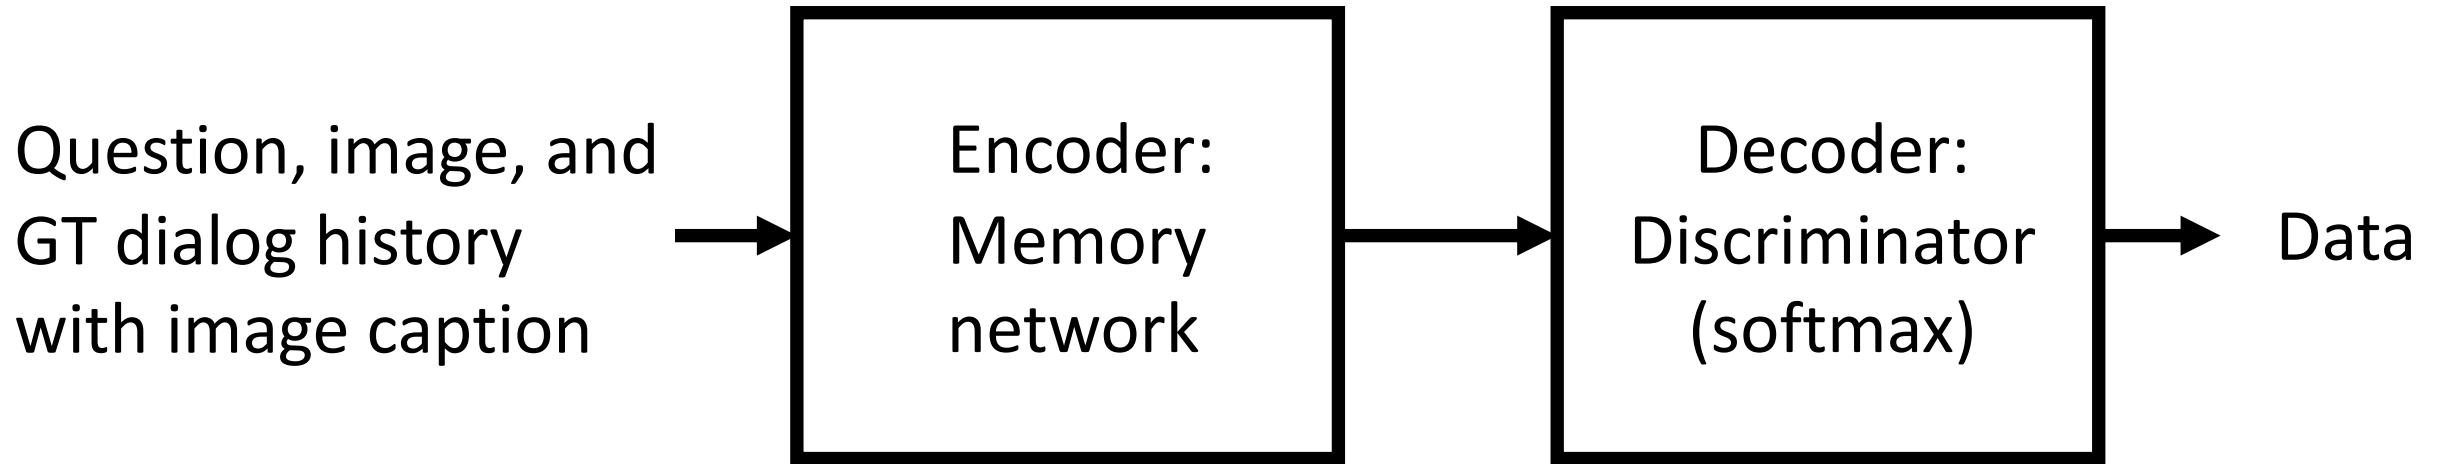 Question, image, and
GT dialog history
with image caption
Encoder:
Memory
network
Decoder:
Discriminator
(softmax)
Data